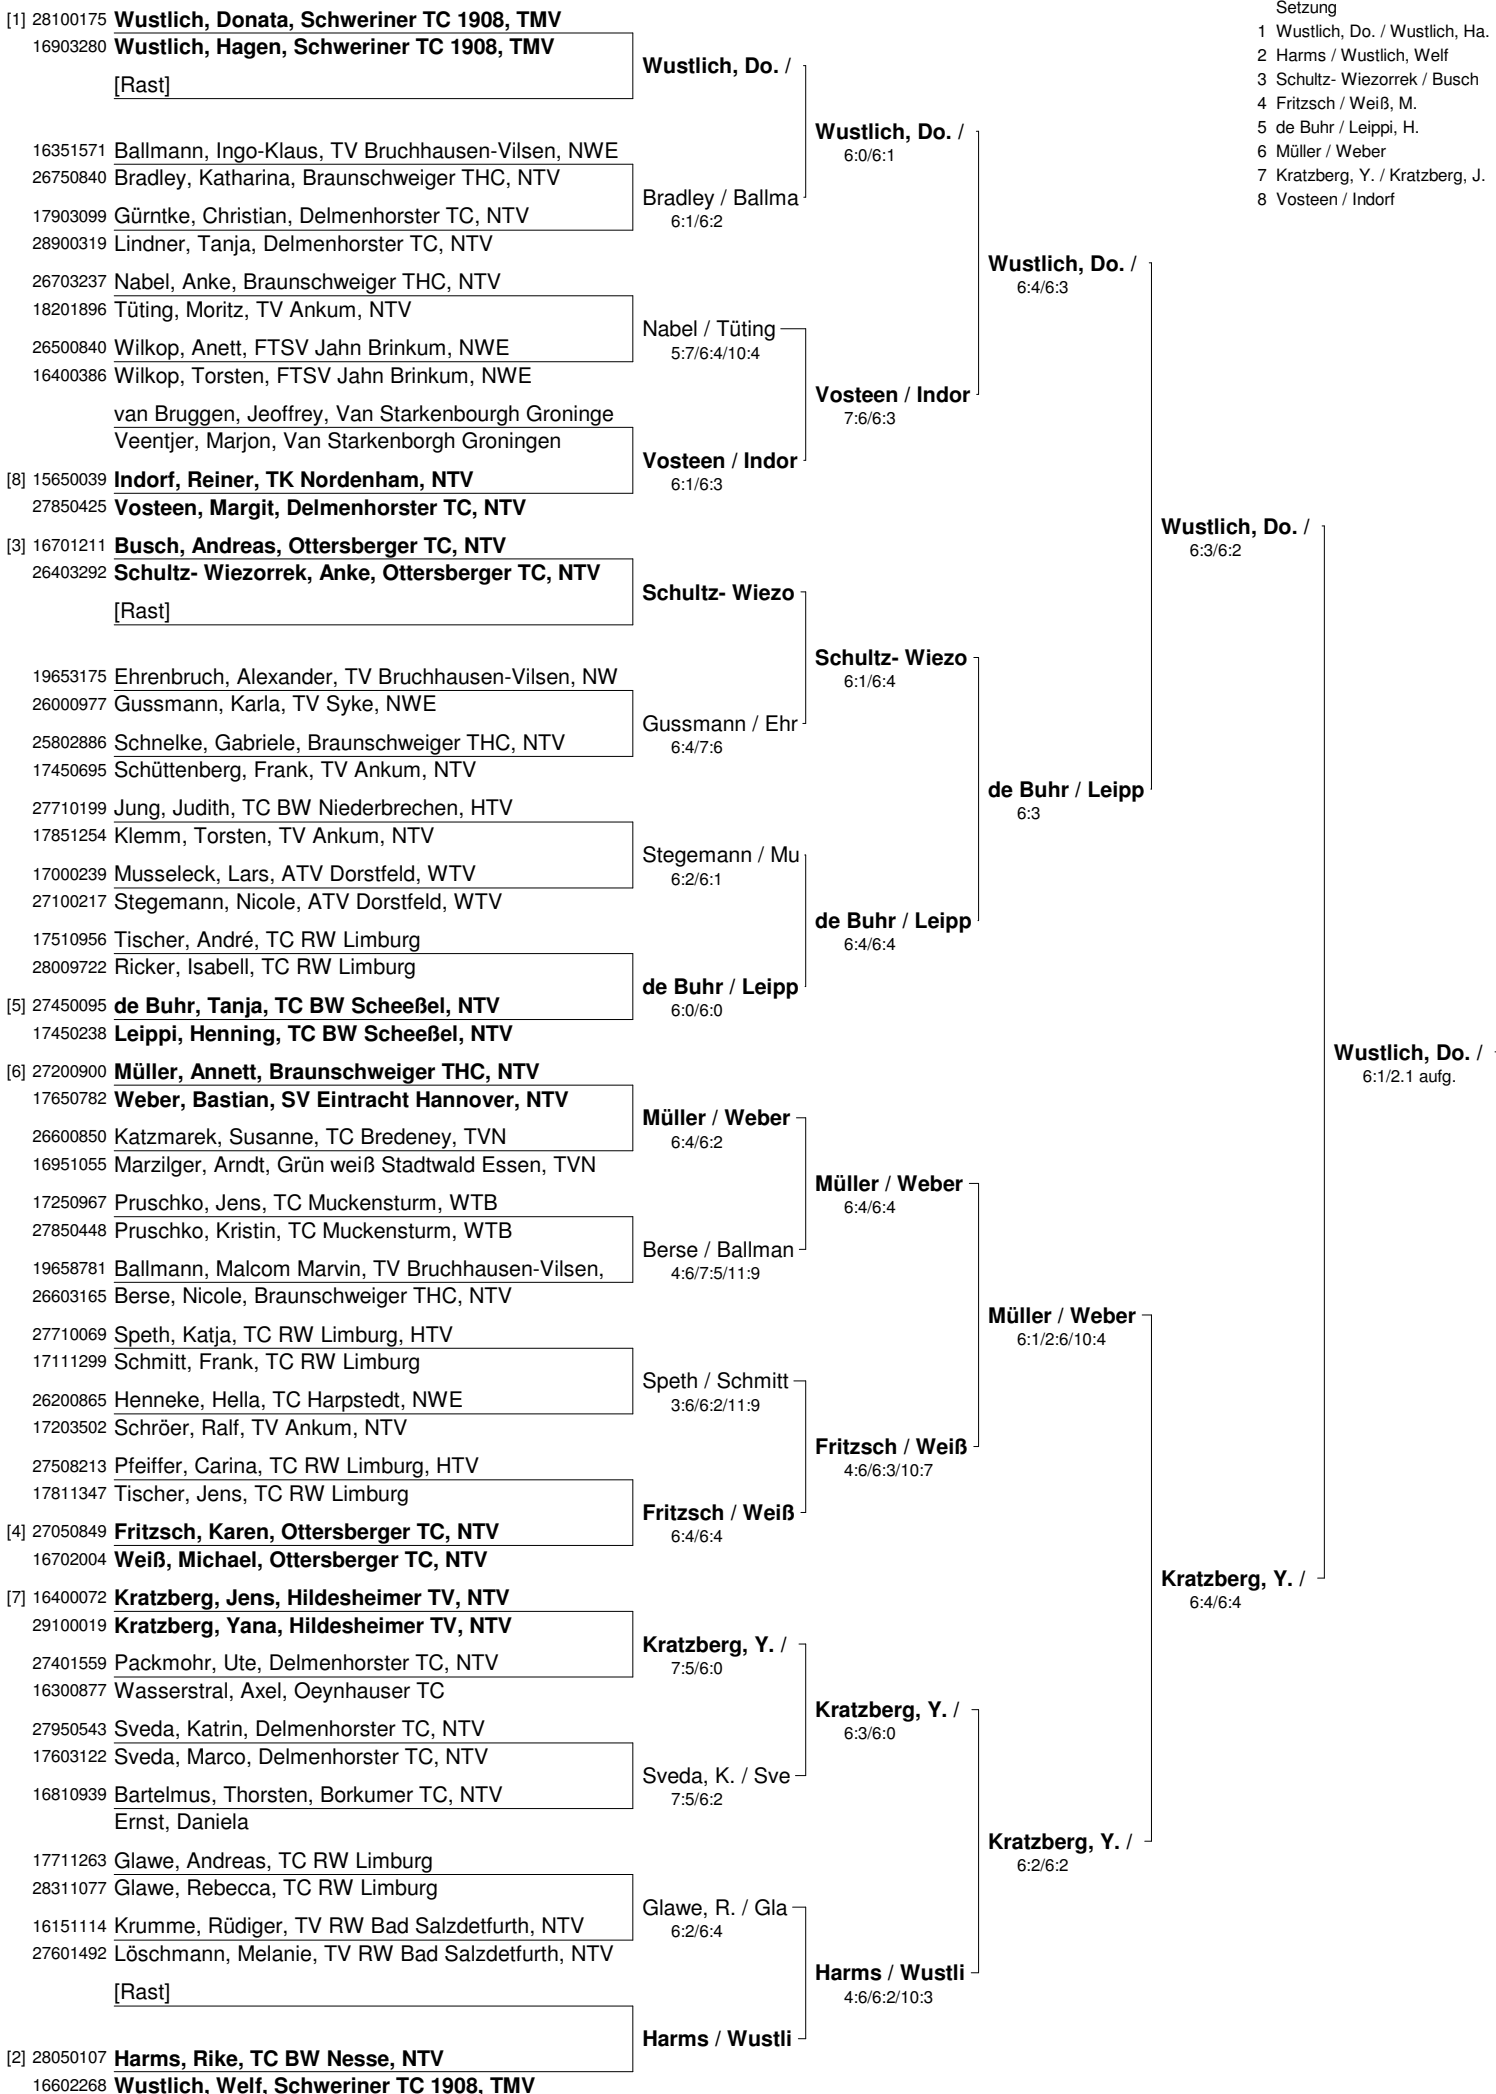 Setzung
1 Wustlich, Do. / Wustlich, Ha.
2 Harms / Wustlich, Welf
3 Schultz- Wiezorrek / Busch
4 Fritzsch / Weiß, M.
5 de Buhr / Leippi, H.
6 Müller / Weber
7 Kratzberg, Y. / Kratzberg, J.
8 Vosteen / Indorf
[1] 28100175 Wustlich, Donata, Schweriner TC 1908, TMV
16903280 Wustlich, Hagen, Schweriner TC 1908, TMV
[Rast]
16351571 Ballmann, Ingo-Klaus, TV Bruchhausen-Vilsen, NWE
26750840 Bradley, Katharina, Braunschweiger THC, NTV
17903099 Gürntke, Christian, Delmenhorster TC, NTV
28900319 Lindner, Tanja, Delmenhorster TC, NTV
26703237 Nabel, Anke, Braunschweiger THC, NTV
18201896 Tüting, Moritz, TV Ankum, NTV
26500840 Wilkop, Anett, FTSV Jahn Brinkum, NWE
16400386 Wilkop, Torsten, FTSV Jahn Brinkum, NWE
van Bruggen, Jeoffrey, Van Starkenbourgh Groninge
Veentjer, Marjon, Van Starkenborgh Groningen
[8] 15650039 Indorf, Reiner, TK Nordenham, NTV
27850425 Vosteen, Margit, Delmenhorster TC, NTV
[3] 16701211 Busch, Andreas, Ottersberger TC, NTV
26403292 Schultz- Wiezorrek, Anke, Ottersberger TC, NTV
[Rast]
19653175 Ehrenbruch, Alexander, TV Bruchhausen-Vilsen, NW
26000977 Gussmann, Karla, TV Syke, NWE
25802886 Schnelke, Gabriele, Braunschweiger THC, NTV
17450695 Schüttenberg, Frank, TV Ankum, NTV
27710199 Jung, Judith, TC BW Niederbrechen, HTV
17851254 Klemm, Torsten, TV Ankum, NTV
17000239 Musseleck, Lars, ATV Dorstfeld, WTV
27100217 Stegemann, Nicole, ATV Dorstfeld, WTV
17510956 Tischer, André, TC RW Limburg
28009722 Ricker, Isabell, TC RW Limburg
[5] 27450095 de Buhr, Tanja, TC BW Scheeßel, NTV
17450238 Leippi, Henning, TC BW Scheeßel, NTV
[6] 27200900 Müller, Annett, Braunschweiger THC, NTV
17650782 Weber, Bastian, SV Eintracht Hannover, NTV
26600850 Katzmarek, Susanne, TC Bredeney, TVN
16951055 Marzilger, Arndt, Grün weiß Stadtwald Essen, TVN
17250967 Pruschko, Jens, TC Muckensturm, WTB
27850448 Pruschko, Kristin, TC Muckensturm, WTB
19658781 Ballmann, Malcom Marvin, TV Bruchhausen-Vilsen,
26603165 Berse, Nicole, Braunschweiger THC, NTV
27710069 Speth, Katja, TC RW Limburg, HTV
17111299 Schmitt, Frank, TC RW Limburg
26200865 Henneke, Hella, TC Harpstedt, NWE
17203502 Schröer, Ralf, TV Ankum, NTV
27508213 Pfeiffer, Carina, TC RW Limburg, HTV
17811347 Tischer, Jens, TC RW Limburg
[4] 27050849 Fritzsch, Karen, Ottersberger TC, NTV
16702004 Weiß, Michael, Ottersberger TC, NTV
[7] 16400072 Kratzberg, Jens, Hildesheimer TV, NTV
29100019 Kratzberg, Yana, Hildesheimer TV, NTV
27401559 Packmohr, Ute, Delmenhorster TC, NTV
16300877 Wasserstral, Axel, Oeynhauser TC
27950543 Sveda, Katrin, Delmenhorster TC, NTV
17603122 Sveda, Marco, Delmenhorster TC, NTV
16810939 Bartelmus, Thorsten, Borkumer TC, NTV
Ernst, Daniela
17711263 Glawe, Andreas, TC RW Limburg
28311077 Glawe, Rebecca, TC RW Limburg
16151114 Krumme, Rüdiger, TV RW Bad Salzdetfurth, NTV
27601492 Löschmann, Melanie, TV RW Bad Salzdetfurth, NTV
[Rast]
[2] 28050107 Harms, Rike, TC BW Nesse, NTV
16602268 Wustlich, Welf, Schweriner TC 1908, TMV
Wustlich, Do. /
Bradley / Ballma
6:1/6:2
Nabel / Tüting
5:7/6:4/10:4
Vosteen / Indor
6:1/6:3
Schultz- Wiezo
Gussmann / Ehr
6:4/7:6
Stegemann / Mu
6:2/6:1
de Buhr / Leipp
6:0/6:0
Müller / Weber
6:4/6:2
Berse / Ballman
4:6/7:5/11:9
Speth / Schmitt
3:6/6:2/11:9
Fritzsch / Weiß
6:4/6:4
Kratzberg, Y. /
7:5/6:0
Sveda, K. / Sve
7:5/6:2
Glawe, R. / Gla
6:2/6:4
Harms / Wustli
Wustlich, Do. /
6:0/6:1
Vosteen / Indor
7:6/6:3
Schultz- Wiezo
6:1/6:4
de Buhr / Leipp
6:4/6:4
Müller / Weber
6:4/6:4
Fritzsch / Weiß
4:6/6:3/10:7
Kratzberg, Y. /
6:3/6:0
Harms / Wustli
4:6/6:2/10:3
Wustlich, Do. /
6:4/6:3
de Buhr / Leipp
6:3
Müller / Weber
6:1/2:6/10:4
Kratzberg, Y. /
6:2/6:2
Wustlich, Do. /
6:3/6:2
Kratzberg, Y. /
6:4/6:4
Wustlich, Do. /
6:1/2.1 aufg.